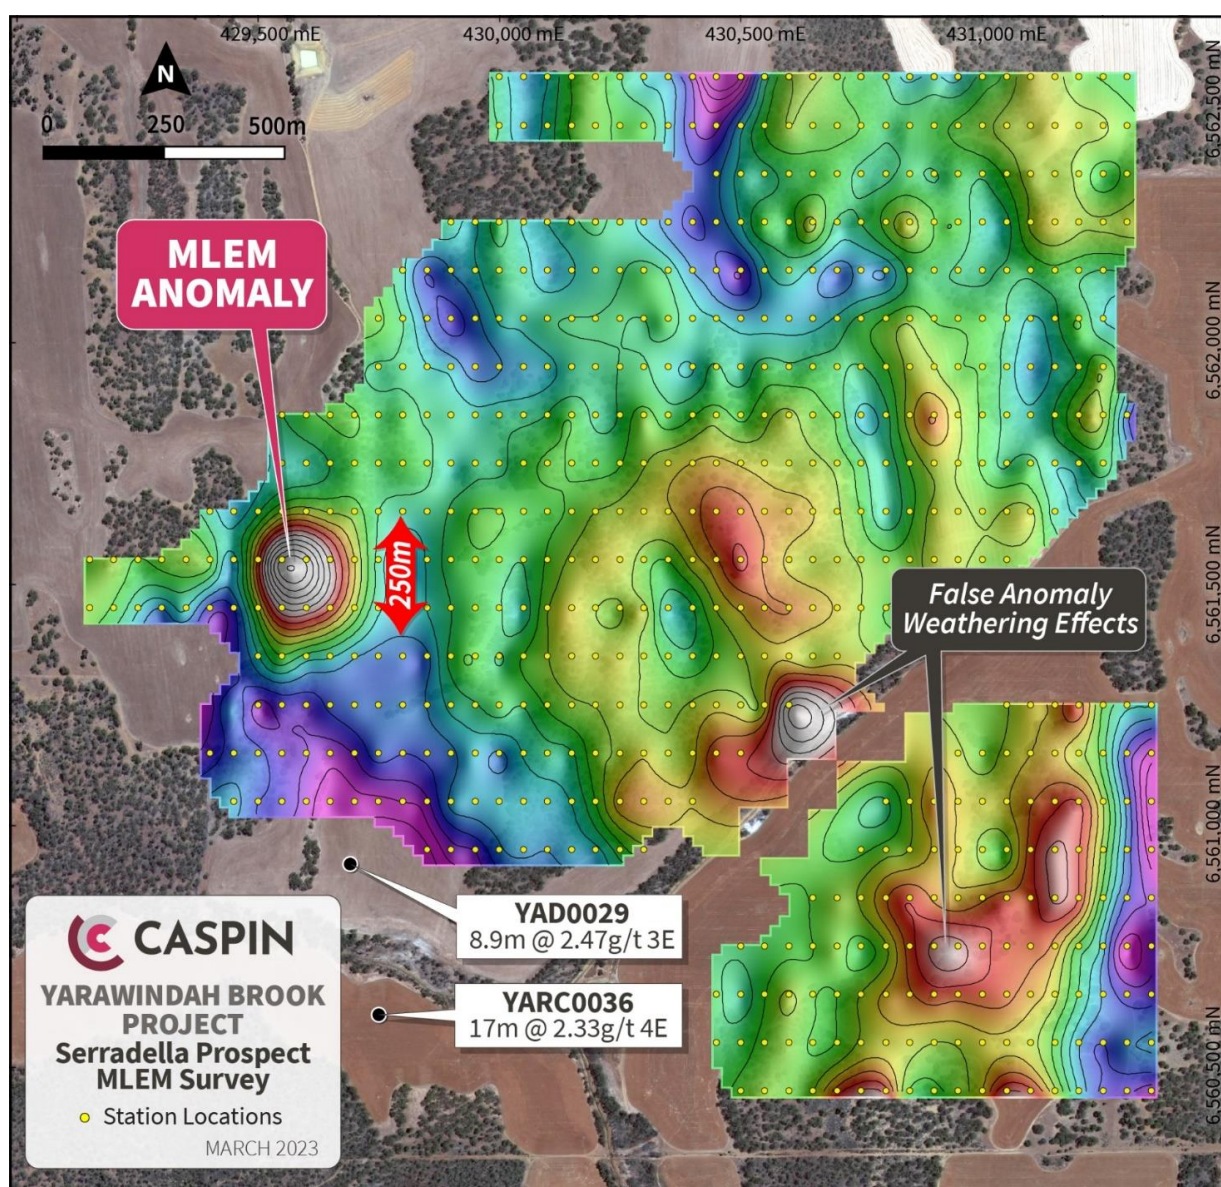 429,500 mE
430,000 mE
430,500 mE
431,000 mE
N
0
250
500m
6,562,500 mN
6,562,000 mN
6,561,500 mN
6,561,000 mN
6,560,500 mN
MLEM
ANOMALY
250m
False Anomaly
Weathering Effects
YAD0029
8.9m @ 2.47g/t 3E
YARC0036
17m @ 2.33g/t 4E
CASPIN
YARAWINDAH BROOK
PROJECT
Serradella Prospect
MLEM Survey
Station Locations
MARCH 2023